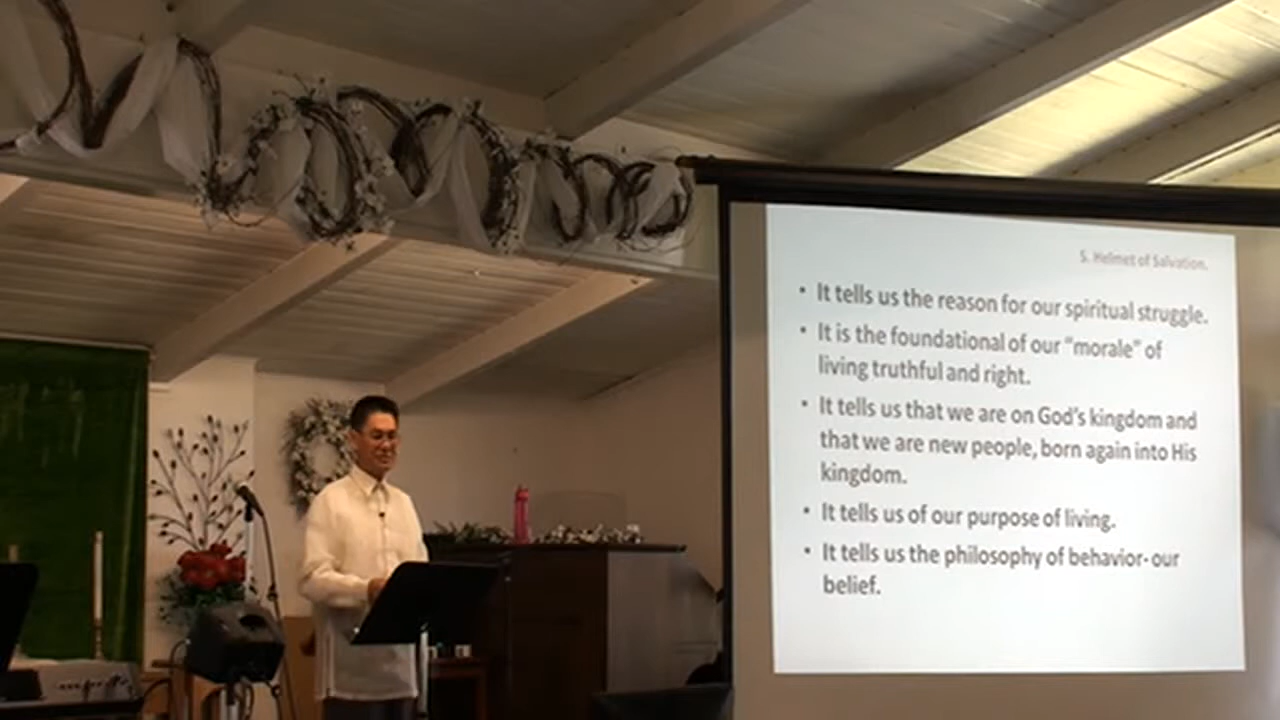 5. Helmet of Salvation.
• It tells us the reason for our spiritual struggle.
• It is the foundational of our “morale” of
living truthful and right.
• It tells us that we are on God’s kingdom and
that we are new people, born again into His
kingdom.
• It tells us of our purpose of living.
• It tells us the philosophy of behavior- our
belief.